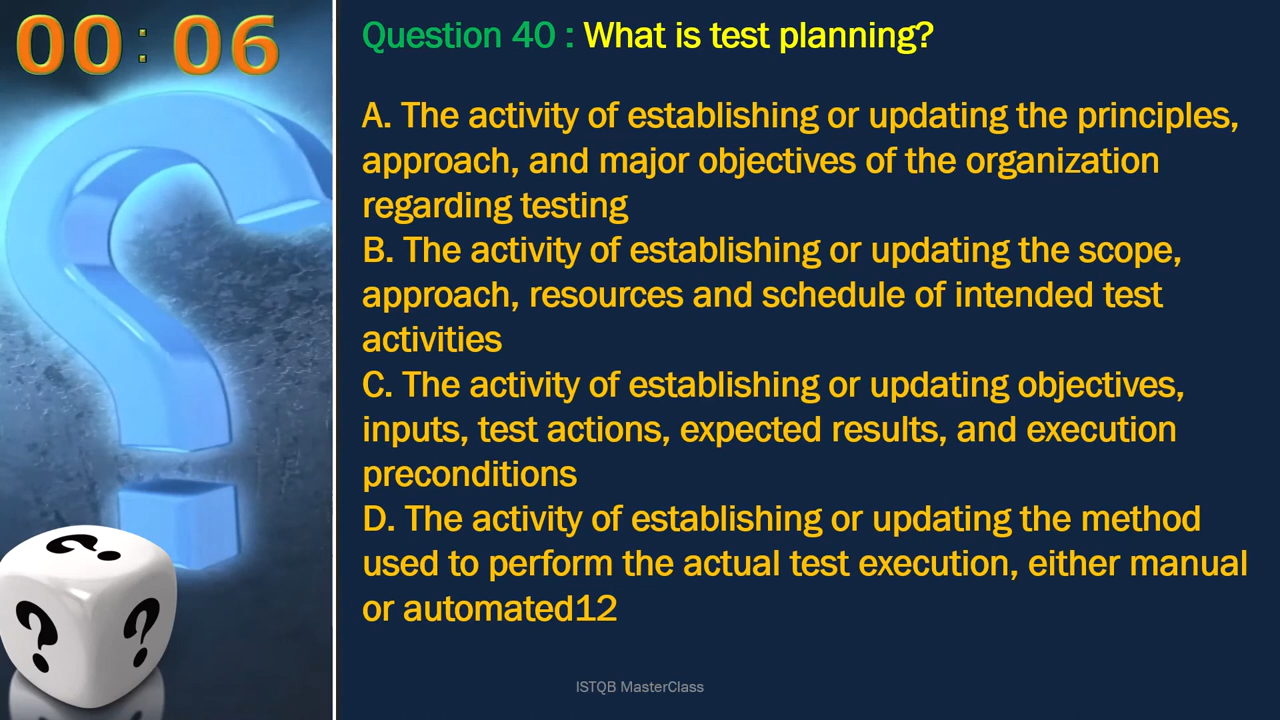 00:06
Question 40 : What is test planning?
A. The activity of establishing or updating the principles,
approach, and major objectives of the organization
regarding testing
B. The activity of establishing or updating the scope,
approach, resources and schedule of intended test
activities
C. The activity of establishing or updating objectives,
inputs, test actions, expected results, and execution
preconditions
D. The activity of establishing or updating the method
used to perform the actual test execution, either manual
or automated12
ISTQB MasterClass